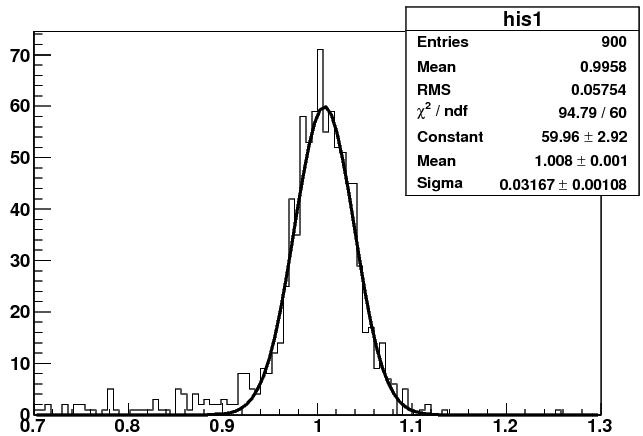 his1
Entries 900
Mean 0.9958
RMS 0.05754
χ² / ndf 94.79 / 60
Constant 59.96 ± 2.92
Mean 1.008 ± 0.001
Sigma 0.03167 ± 0.00108
70
60
50
40
30
20
10
0
0.7 0.8 0.9 1 1.1 1.2 1.3